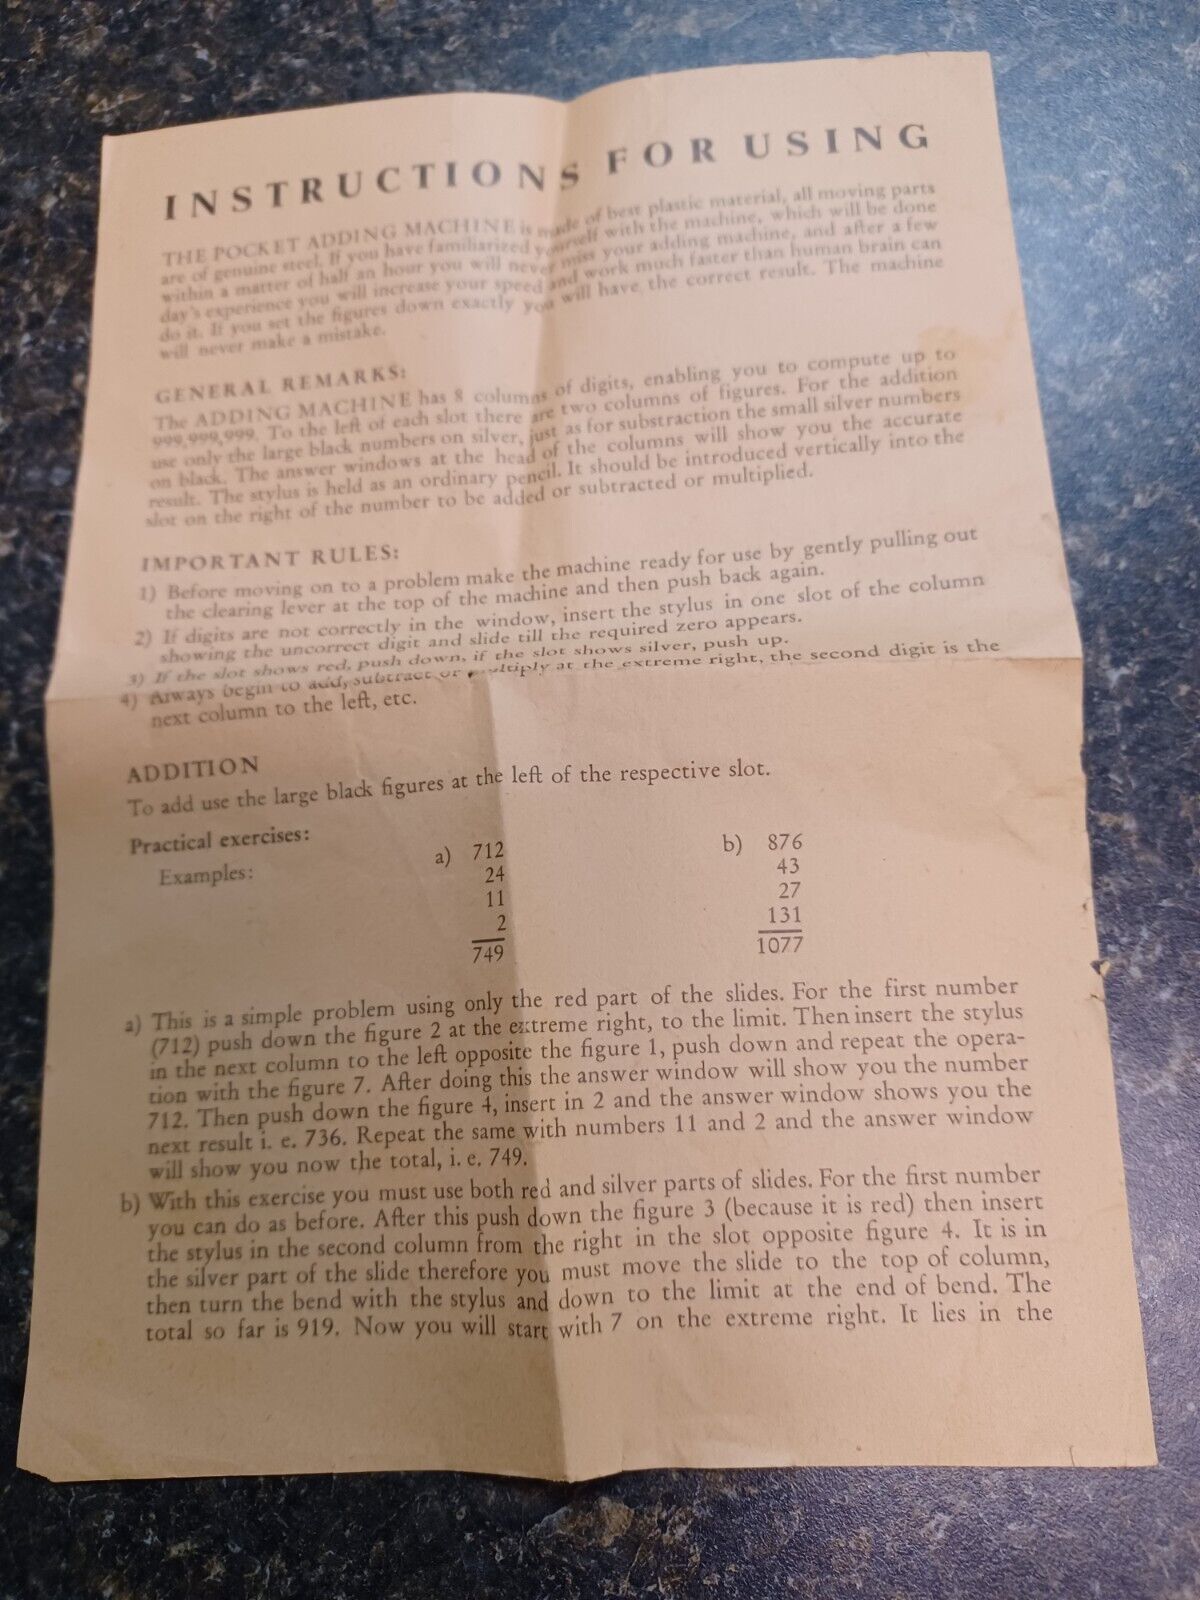 INSTRUCTIONS FOR USING
THE POCKET ADDING MACHINE is made of best plastic material, all moving parts
are of genuine steel. If you have familiarized yourself with the machine, which will be done
within a matter of half an hour you will never miss your adding machine, and after a few
day's experience you will increase your speed and work much faster than human brain can
do it. If you set the figures down exactly you will have the correct result. The machine
will never make a mistake.
GENERAL REMARKS:
The ADDING MACHINE has 8 columns of digits, enabling you to compute up to
999,999,999. To the left of each slot there are two columns of figures. For the addition
use only the large black numbers on silver, just as for substraction the small silver numbers
on black. The answer windows at the head of the columns will show you the accurate
result. The stylus is held as an ordinary pencil. It should be introduced vertically into the
slot on the right of the number to be added or subtracted or multiplied.
IMPORTANT RULES:
1) Before moving on to a problem make the machine ready for use by gently pulling out
the clearing lever at the top of the machine and then push back again.
2) If digits are not correctly in the window, insert the stylus in one slot of the column
showing the uncorrect digit and slide till the required zero appears.
3) If the slot shows red, push down, if the slot shows silver, push up.
4) Always begin to add, subtract or multiply at the extreme right, the second digit is the
next column to the left, etc.
ADDITION
To add use the large black figures at the left of the respective slot.
Practical exercises:
Examples: a) 712 b) 876
24 43
11 27
2 131
749 1077
a) This is a simple problem using only the red part of the slides. For the first number
(712) push down the figure 2 at the extreme right, to the limit. Then insert the stylus
in the next column to the left opposite the figure 1, push down and repeat the opera-
tion with the figure 7. After doing this the answer window will show you the number
712. Then push down the figure 4, insert in 2 and the answer window shows you the
next result i. e. 736. Repeat the same with numbers 11 and 2 and the answer window
will show you now the total, i. e. 749.
b) With this exercise you must use both red and silver parts of slides. For the first number
you can do as before. After this push down the figure 3 (because it is red) then insert
the stylus in the second column from the right in the slot opposite figure 4. It is in
the silver part of the slide therefore you must move the slide to the top of column,
then turn the bend with the stylus and down to the limit at the end of bend. The
total so far is 919. Now you will start with 7 on the extreme right. It lies in the